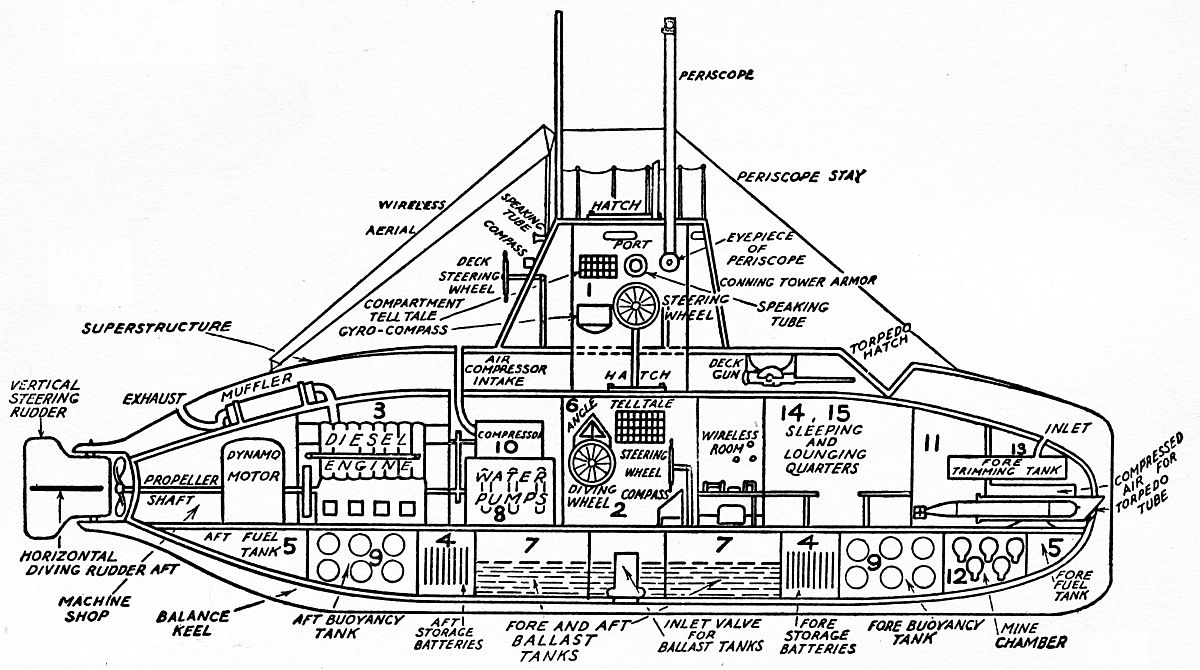 PERISCOPE
PERISCOPE STAY
WIRELESS
AERIAL
SPEAKING
TUBE
COMPASS
HATCH
PORT
EYEPIECE
OF
PERISCOPE
DECK
STEERING
WHEEL
CONNING TOWER ARMOR
1
COMPARTMENT
TELL TALE
GYRO-COMPASS
STEERING
WHEEL
SPEAKING
TUBE
SUPERSTRUCTURE
TORPEDO
HATCH
AIR
COMPRESSOR
INTAKE
HATCH
DECK
GUN
VERTICAL
STEERING
RUDDER
EXHAUST
MUFFLER
3
6
ANGLE
TELLTALE
14, 15
SLEEPING
AND
LOUNGING
QUARTERS
11
13
INLET
FORE
TRIMMING TANK
COMPRESSED
AIR
FOR
TORPEDO
TUBE
DYNAMO
MOTOR
DIESEL
ENGINE
COMPRESSOR
10
WATER
PUMPS
8
STEERING
WHEEL
COMPASS
DIVING
WHEEL
2
WIRELESS
ROOM
PROPELLER
SHAFT
AFT FUEL
TANK
5
9
4
7
7
4
9
12
5
HORIZONTAL
DIVING RUDDER AFT
MACHINE
SHOP
BALANCE
KEEL
AFT BUOYANCY
TANK
AFT
STORAGE
BATTERIES
FORE AND AFT
BALLAST
TANKS
INLET VALVE
FOR
BALLAST TANKS
FORE
STORAGE
BATTERIES
FORE BUOYANCY
TANK
MINE
CHAMBER
FORE
FUEL
TANK